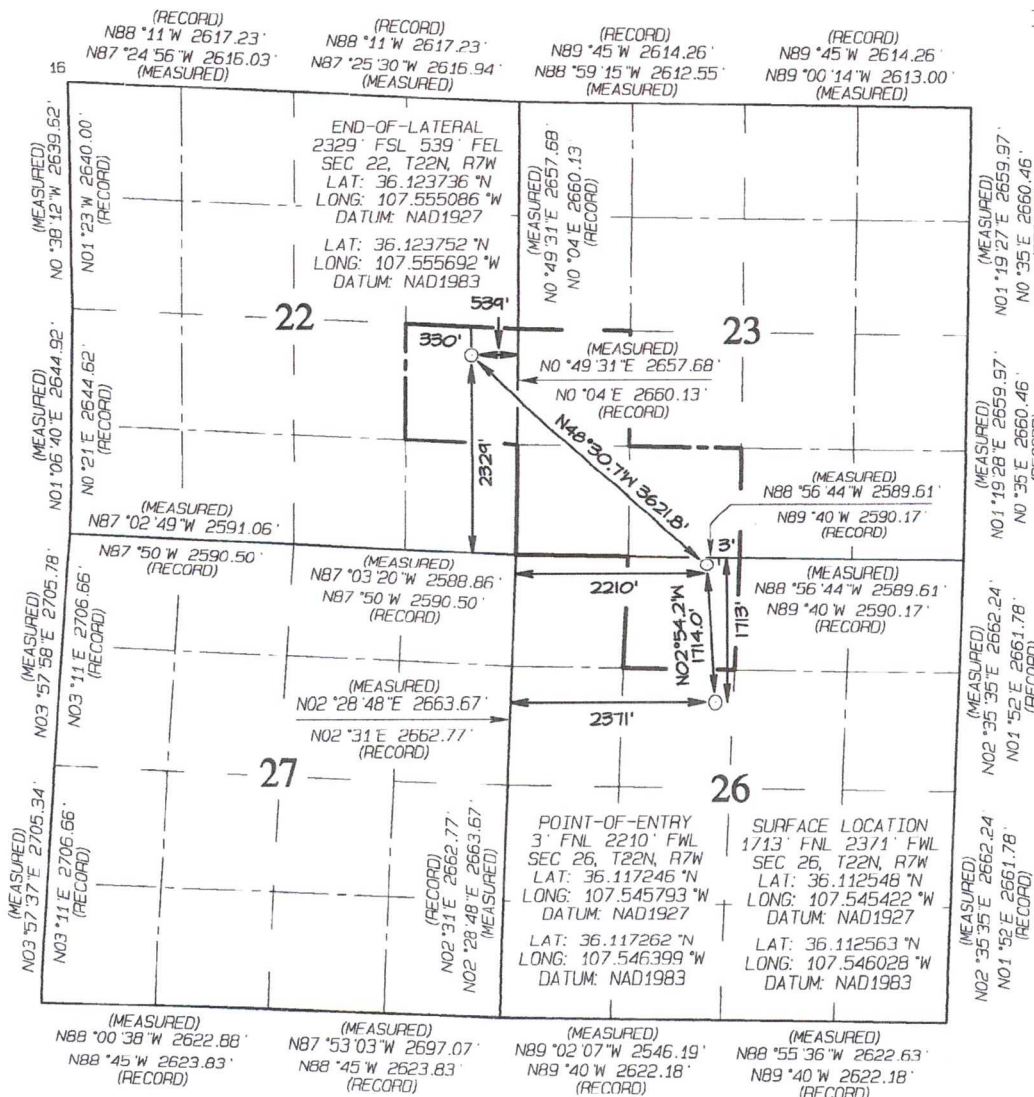 (RECORD)
N88°11'W 2617.23'
N87°24'56"W 2616.03'
(MEASURED)
(RECORD)
N88°11'W 2617.23'
N87°25'30"W 2616.94'
(MEASURED)
(RECORD)
N89°45'W 2614.26'
N88°59'15"W 2612.55'
(MEASURED)
(RECORD)
N89°45'W 2614.26'
N89°00'14"W 2613.00'
(MEASURED)
16
(MEASURED)
N0°38'12"W 2639.62'
N01°23'W 2640.00'
(RECORD)
END-OF-LATERAL
2329' FSL 539' FEL
SEC 22, T22N, R7W
LAT: 36.123736°N
LONG: 107.555086°W
DATUM: NAD1927
LAT: 36.123752°N
LONG: 107.555692°W
DATUM: NAD1983
(MEASURED)
N0°49'31"E 2657.68'
N0°04'E 2660.13'
(RECORD)
(MEASURED)
N01°19'27"E 2659.97'
N0°35'E 2660.46'
22
539'
330'
23
(MEASURED)
N0°49'31"E 2657.68'
N0°04'E 2660.13'
(RECORD)
(MEASURED)
N01°06'40"E 2644.92'
N0°21'E 2644.62'
(RECORD)
2329'
N48°30.7'W 3621.8'
(MEASURED)
N01°19'28"E 2659.97'
N0°35'E 2660.46'
(RECORD)
(MEASURED)
N88°56'44"W 2589.61'
N89°40'W 2590.17'
(RECORD)
(MEASURED)
N87°02'49"W 2591.06'
N87°50'W 2590.50'
(RECORD)
(MEASURED)
N87°03'20"W 2588.86'
N87°50'W 2590.50'
(RECORD)
3'
2210'
(MEASURED)
N88°56'44"W 2589.61'
N89°40'W 2590.17'
(RECORD)
N02°54.2'W
1714.0'
1713'
(MEASURED)
N03°57'58"E 2705.78'
N03°11'E 2706.66'
(RECORD)
(MEASURED)
N02°28'48"E 2663.67'
N02°31'E 2662.77'
(RECORD)
2371'
(MEASURED)
N02°35'35"E 2662.24'
N01°52'E 2661.78'
(RECORD)
27
26
(MEASURED)
N03°57'37"E 2705.34'
N03°11'E 2706.66'
(RECORD)
(RECORD)
N02°31'E 2662.77'
N02°28'48"E 2663.67'
(MEASURED)
POINT-OF-ENTRY
3' FNL 2210' FWL
SEC 26, T22N, R7W
LAT: 36.117246°N
LONG: 107.545793°W
DATUM: NAD1927
LAT: 36.117262°N
LONG: 107.546399°W
DATUM: NAD1983
SURFACE LOCATION
1713' FNL 2371' FWL
SEC 26, T22N, R7W
LAT: 36.112548°N
LONG: 107.545422°W
DATUM: NAD1927
LAT: 36.112563°N
LONG: 107.546028°W
DATUM: NAD1983
(MEASURED)
N02°35'35"E 2662.24'
N01°52'E 2661.78'
(RECORD)
(MEASURED)
N88°00'38"W 2622.88'
N88°45'W 2623.83'
(RECORD)
(MEASURED)
N87°53'03"W 2697.07'
N88°45'W 2623.83'
(RECORD)
(MEASURED)
N89°02'07"W 2546.19'
N89°40'W 2622.18'
(RECORD)
(MEASURED)
N88°55'36"W 2622.63'
N89°40'W 2622.18'
(RECORD)